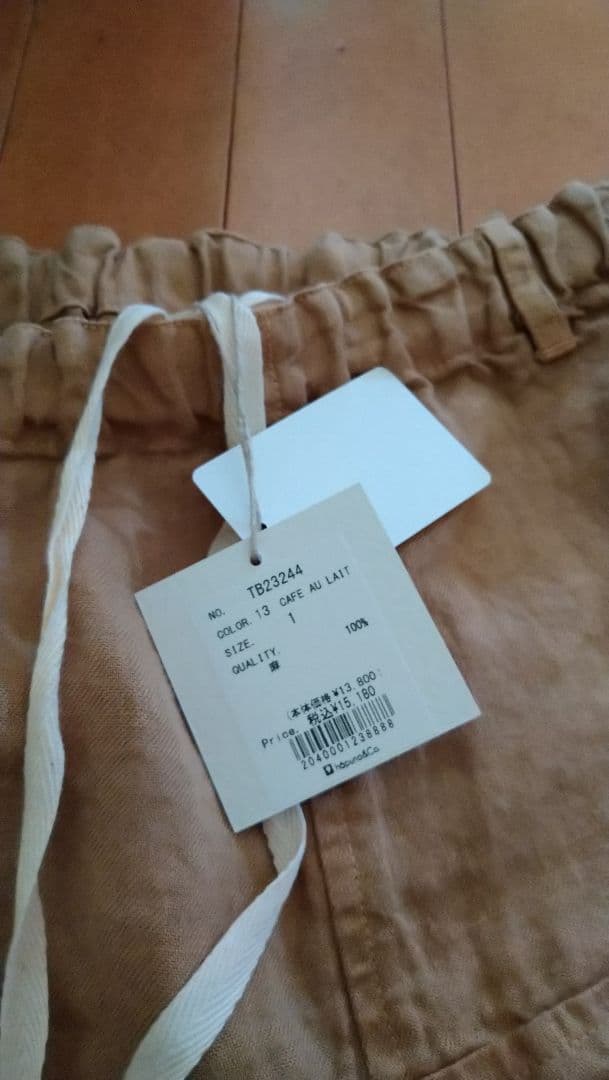 NO. TB23244
COLOR. 13 CAFE AU LAIT
SIZE. 1
QUALITY.
麻 100%
(本体価格¥13,800)
Price. 税込¥15,180
2040001238888